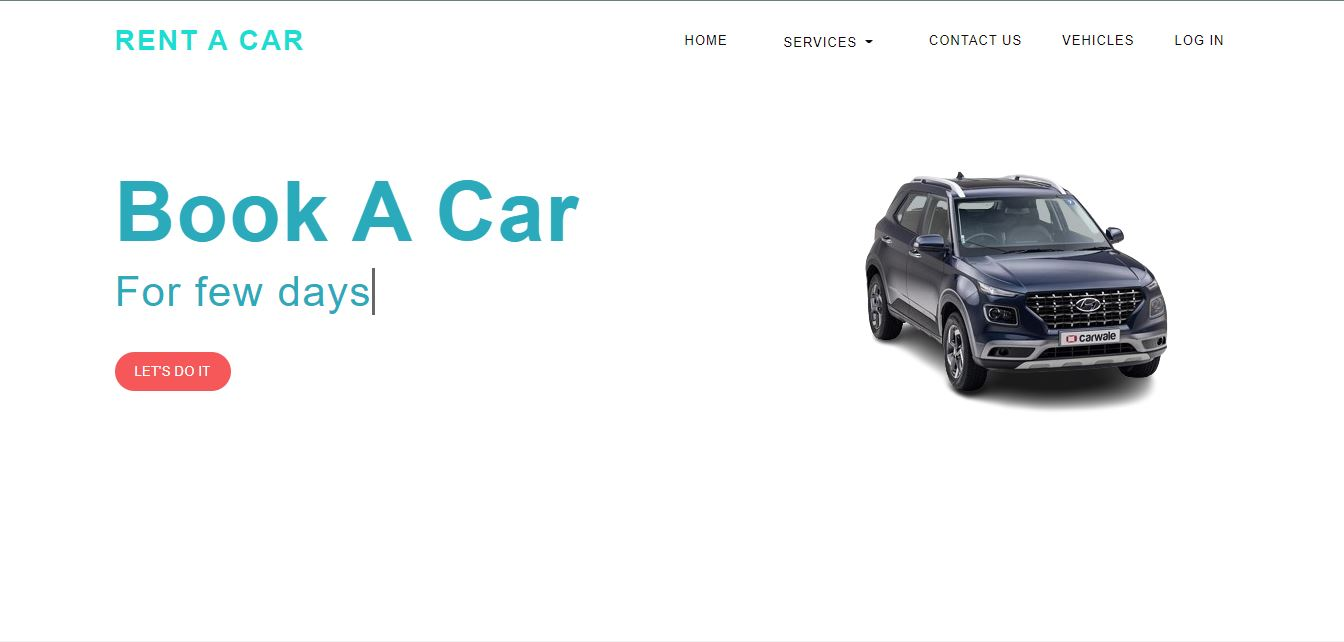 RENT A CAR
HOME
SERVICES
CONTACT US
VEHICLES
LOG IN
Book A Car
For few days
LET'S DO IT
carwale